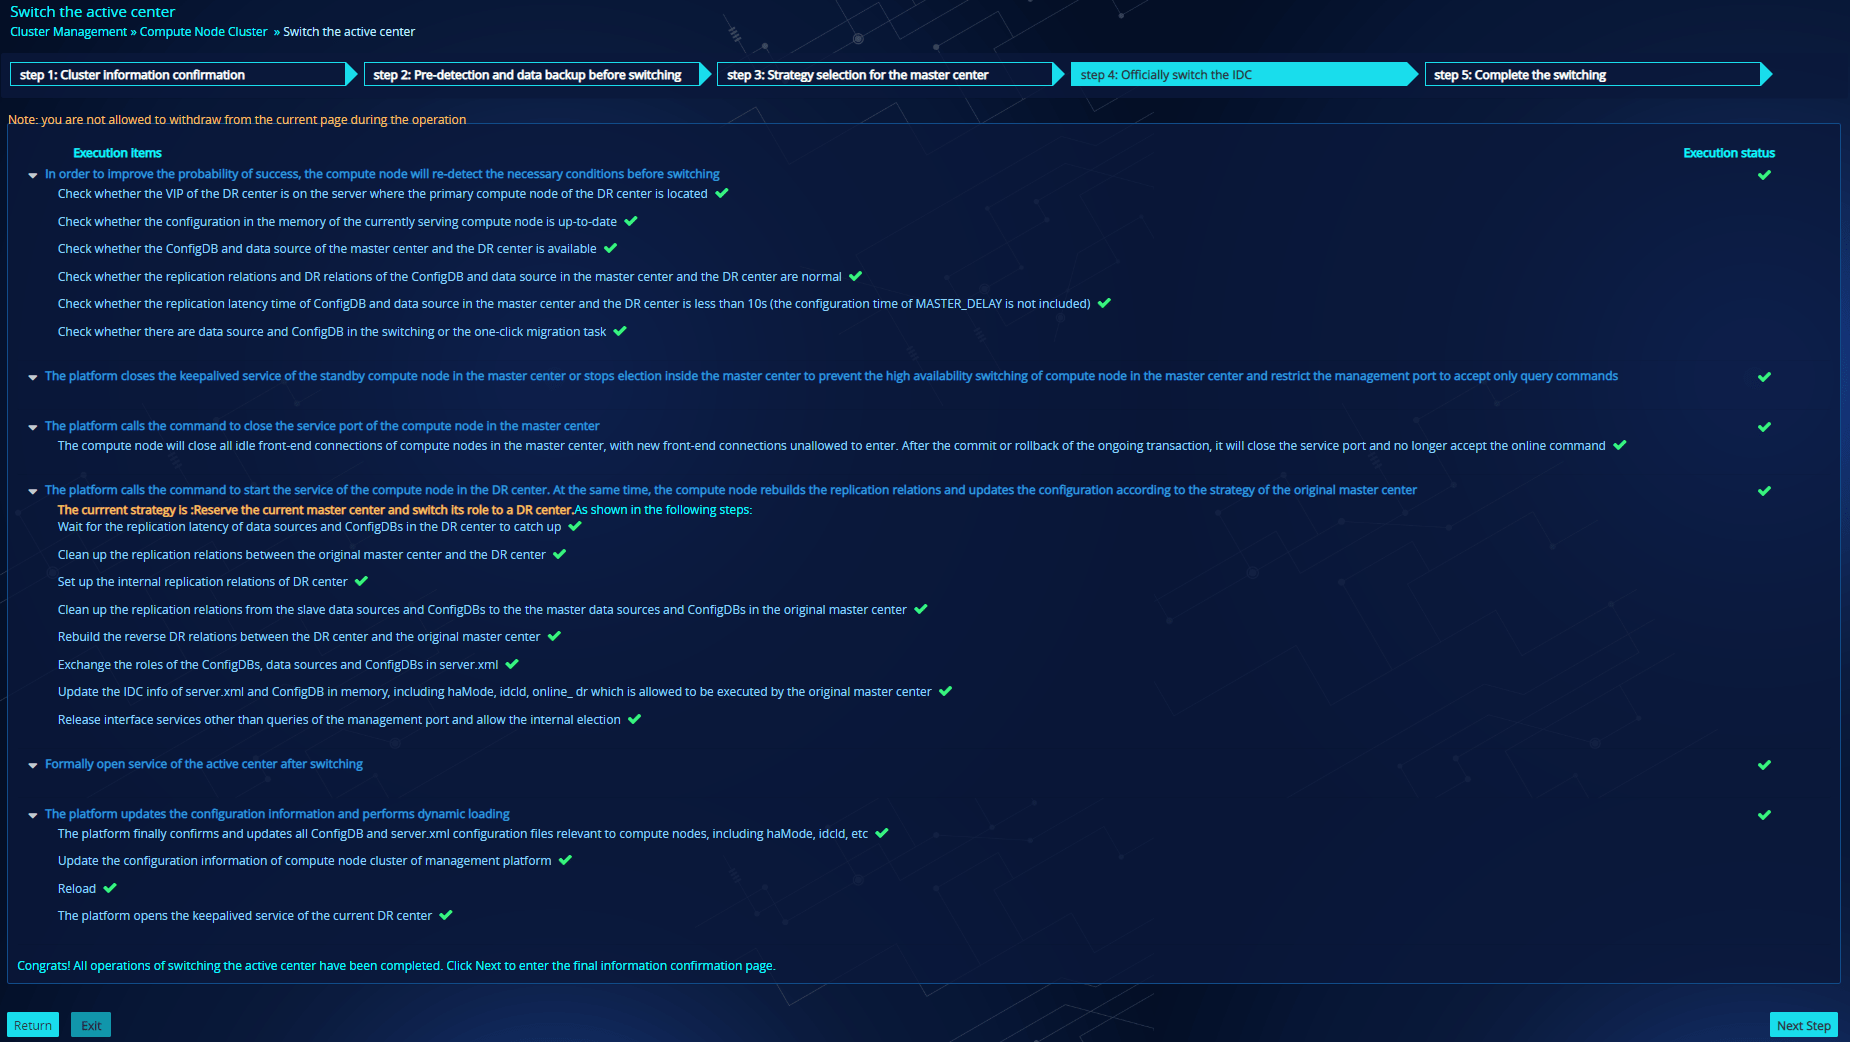 Switch the active center
Cluster Management » Compute Node Cluster » Switch the active center
step 1: Cluster information confirmation
step 2: Pre-detection and data backup before switching
step 3: Strategy selection for the master center
step 4: Officially switch the IDC
step 5: Complete the switching
Note: you are not allowed to withdraw from the current page during the operation
Execution items
Execution status
In order to improve the probability of success, the compute node will re-detect the necessary conditions before switching
Check whether the VIP of the DR center is on the server where the primary compute node of the DR center is located
Check whether the configuration in the memory of the currently serving compute node is up-to-date
Check whether the ConfigDB and data source of the master center and the DR center is available
Check whether the replication relations and DR relations of the ConfigDB and data source in the master center and the DR center are normal
Check whether the replication latency time of ConfigDB and data source in the master center and the DR center is less than 10s (the configuration time of MASTER_DELAY is not included)
Check whether there are data source and ConfigDB in the switching or the one-click migration task
The platform closes the keepalived service of the standby compute node in the master center or stops election inside the master center to prevent the high availability switching of compute node in the master center and restrict the management port to accept only query commands
The platform calls the command to close the service port of the compute node in the master center
The compute node will close all idle front-end connections of compute nodes in the master center, with new front-end connections unallowed to enter. After the commit or rollback of the ongoing transaction, it will close the service port and no longer accept the online command
The platform calls the command to start the service of the compute node in the DR center. At the same time, the compute node rebuilds the replication relations and updates the configuration according to the strategy of the original master center
The currrent strategy is :Reserve the current master center and switch its role to a DR center.As shown in the following steps:
Wait for the replication latency of data sources and ConfigDBs in the DR center to catch up
Clean up the replication relations between the original master center and the DR center
Set up the internal replication relations of DR center
Clean up the replication relations from the slave data sources and ConfigDBs to the the master data sources and ConfigDBs in the original master center
Rebuild the reverse DR relations between the DR center and the original master center
Exchange the roles of the ConfigDBs, data sources and ConfigDBs in server.xml
Update the IDC info of server.xml and ConfigDB in memory, including haMode, idcId, online_ dr which is allowed to be executed by the original master center
Release interface services other than queries of the management port and allow the internal election
Formally open service of the active center after switching
The platform updates the configuration information and performs dynamic loading
The platform finally confirms and updates all ConfigDB and server.xml configuration files relevant to compute nodes, including haMode, idcId, etc
Update the configuration information of compute node cluster of management platform
Reload
The platform opens the keepalived service of the current DR center
Congrats! All operations of switching the active center have been completed. Click Next to enter the final information confirmation page.
Return
Exit
Next Step